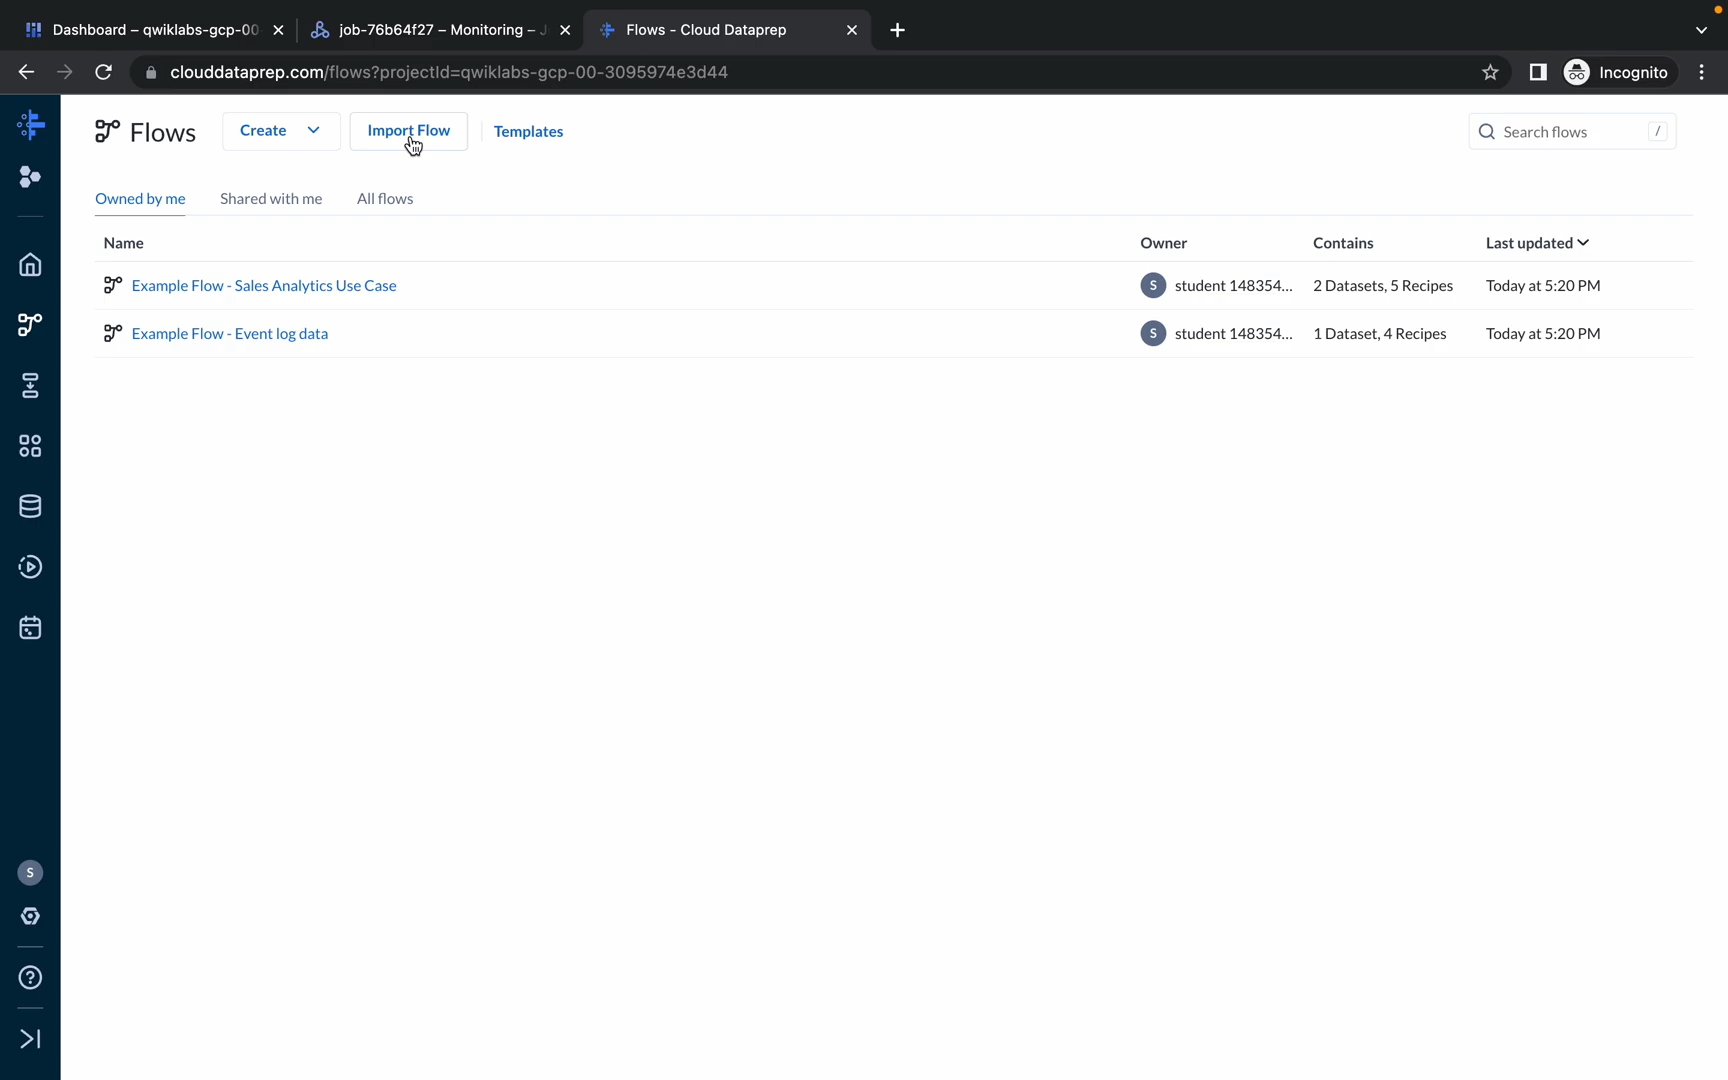 Dashboard – qwiklabs-gcp-00
job-76b64f27 – Monitoring – J
Flows - Cloud Dataprep
clouddataprep.com/flows?projectId=qwiklabs-gcp-00-3095974e3d44
Incognito
Flows
Create
Import Flow
Templates
Search flows
/
Owned by me
Shared with me
All flows
Name
Owner
Contains
Last updated
Example Flow - Sales Analytics Use Case
S
student 148354...
2 Datasets, 5 Recipes
Today at 5:20 PM
Example Flow - Event log data
S
student 148354...
1 Dataset, 4 Recipes
Today at 5:20 PM
S